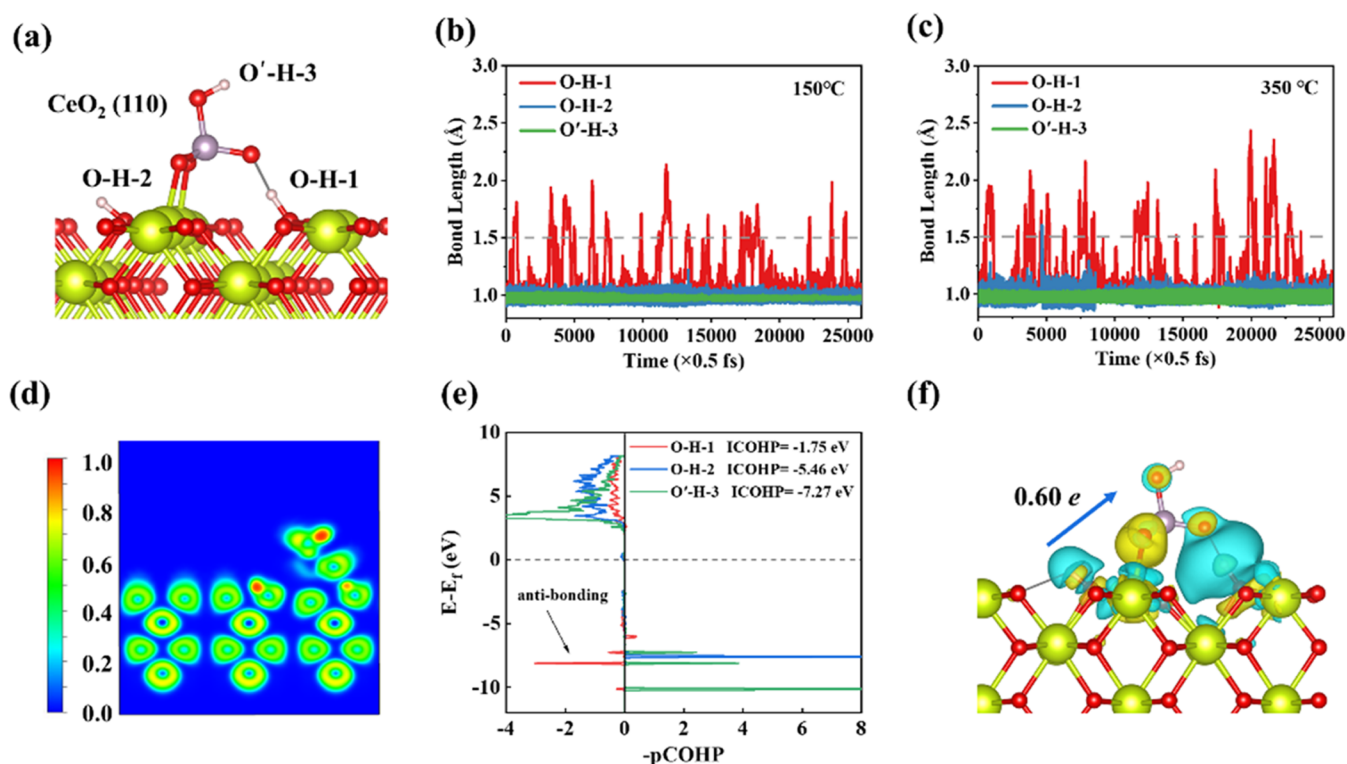 (a)
O′-H-3
CeO₂ (110)
O-H-2
O-H-1
(b)
3.0
2.5
2.0
1.5
1.0
Bond Length (Å)
O-H-1
O-H-2
O′-H-3
150℃
0
5000
10000
15000
20000
25000
Time (×0.5 fs)
(c)
3.0
2.5
2.0
1.5
1.0
Bond Length (Å)
O-H-1
O-H-2
O′-H-3
350 ℃
0
5000
10000
15000
20000
25000
Time (×0.5 fs)
(d)
1.0
0.8
0.6
0.4
0.2
0.0
(e)
10
5
0
-5
-10
E-Ef (eV)
O-H-1 ICOHP= -1.75 eV
O-H-2 ICOHP= -5.46 eV
O′-H-3 ICOHP= -7.27 eV
anti-bonding
-4
-2
0
2
4
6
8
-pCOHP
(f)
0.60 e